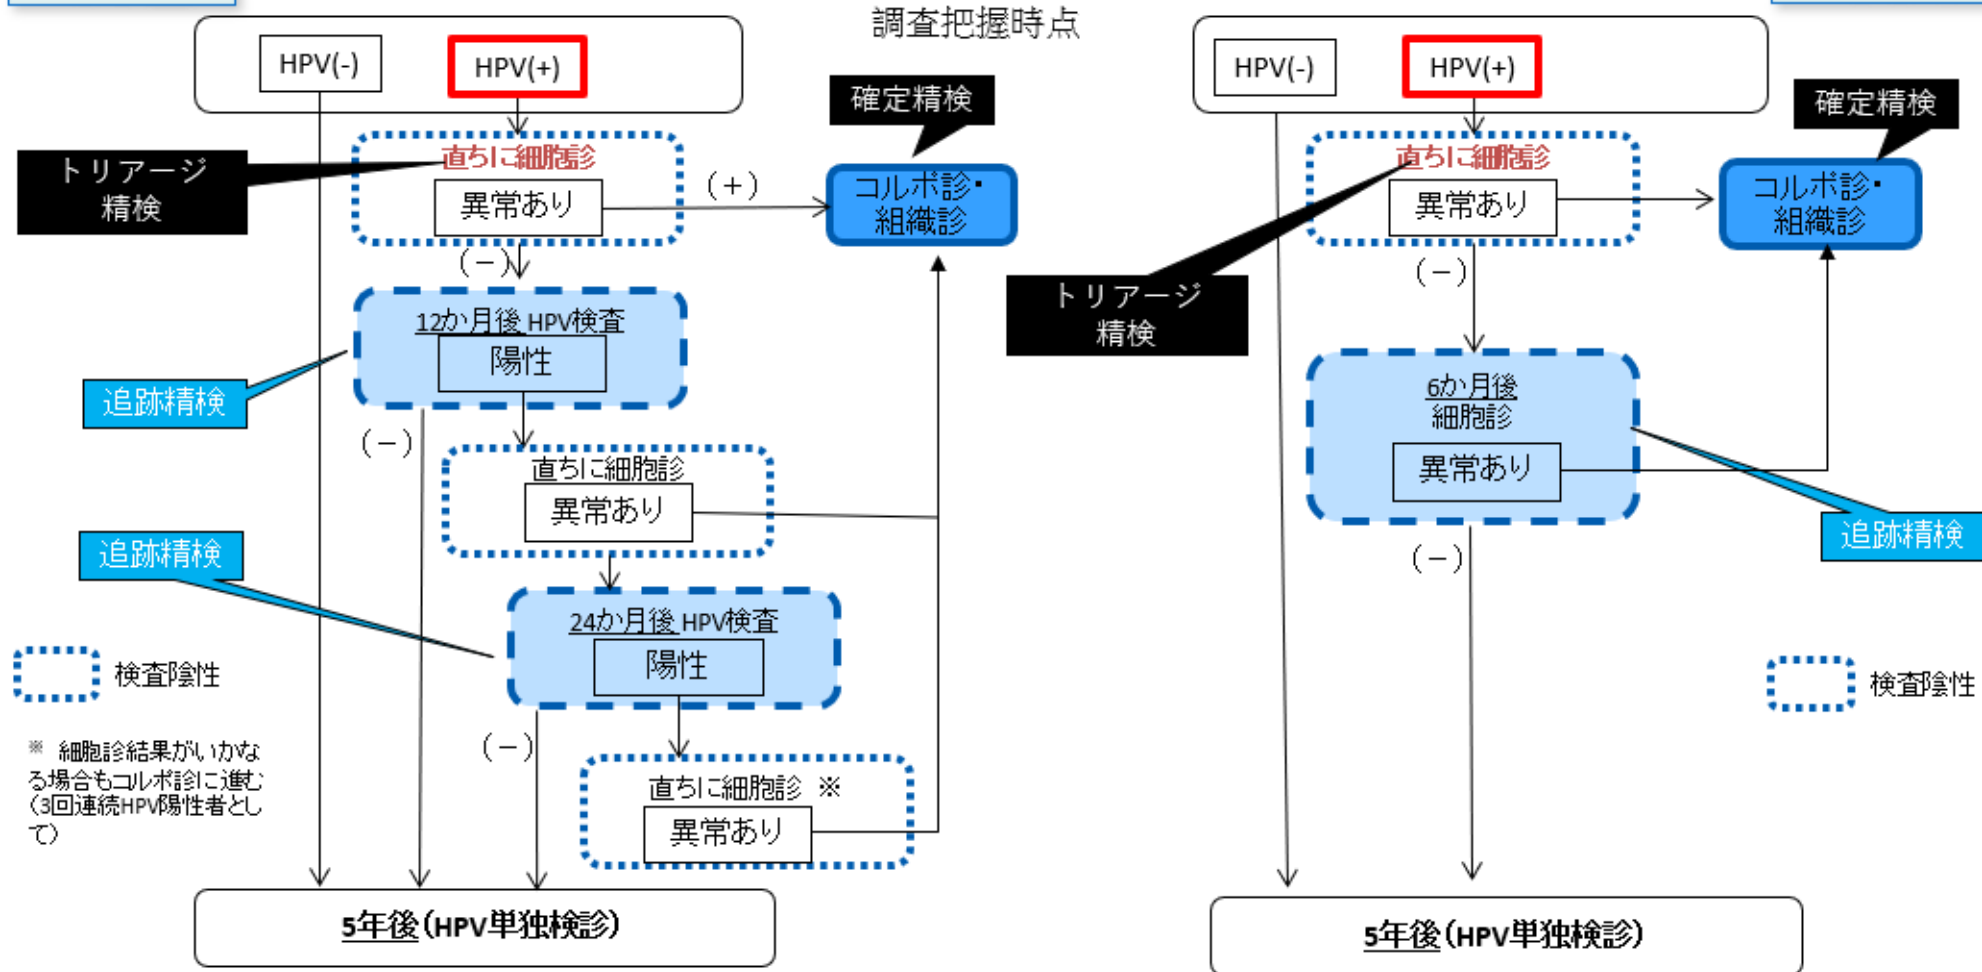 調査把握時点
HPV(-)
HPV(+)
確定精検
直ちに細胞診
トリアージ
精検
異常あり
(+)
コルポ診・
組織診
(-)
12か月後 HPV検査
陽性
追跡精検
(-)
直ちに細胞診
異常あり
追跡精検
24か月後 HPV検査
陽性
検査陰性
(-)
※ 細胞診結果がいかな
る場合もコルポ診に進む
(3回連続HPV陽性者とし
て)
直ちに細胞診 ※
異常あり
5年後(HPV単独検診)
HPV(-)
HPV(+)
確定精検
直ちに細胞診
異常あり
コルポ診・
組織診
(-)
トリアージ
精検
6か月後
細胞診
異常あり
追跡精検
(-)
検査陰性
5年後(HPV単独検診)